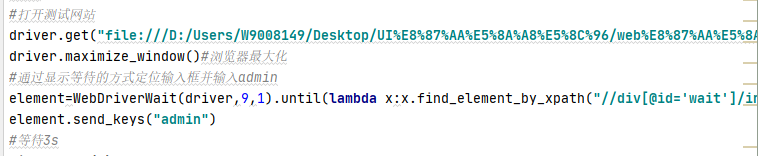 #打开测试网站
driver.get("file:///D:/Users/W9008149/Desktop/UI%E8%87%AA%E5%8A%A8%E5%8C%96/web%E8%87%AA%E5%8A
driver.maximize_window()#浏览器最大化
#通过显示等待的方式定位输入框并输入admin
element=WebDriverWait(driver,9,1).until(lambda x:x.find_element_by_xpath("//div[@id='wait']/in
element.send_keys("admin")
#等待3s